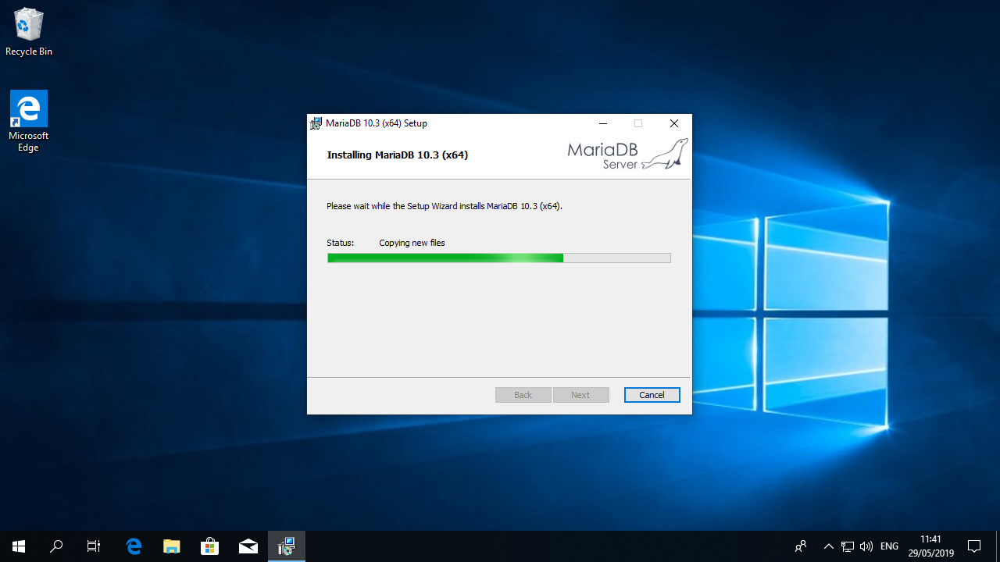 Recycle Bin
Microsoft
Edge
MariaDB 10.3 (x64) Setup
Installing MariaDB 10.3 (x64)
MariaDB
Server
Please wait while the Setup Wizard installs MariaDB 10.3 (x64).
Status: Copying new files
Back Next Cancel
ENG
11:41
29/05/2019